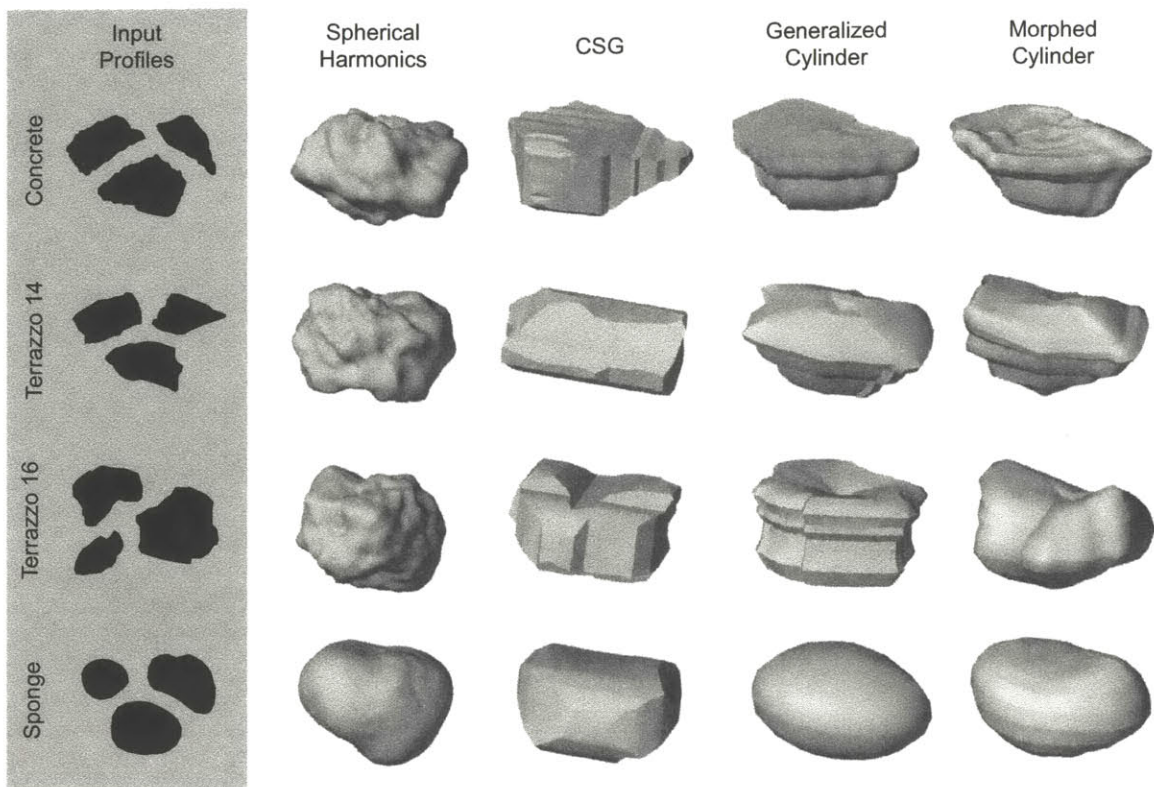 Input
Profiles
Spherical
Harmonics
CSG
Generalized
Cylinder
Morphed
Cylinder
Concrete
Terrazzo 14
Terrazzo 16
Sponge